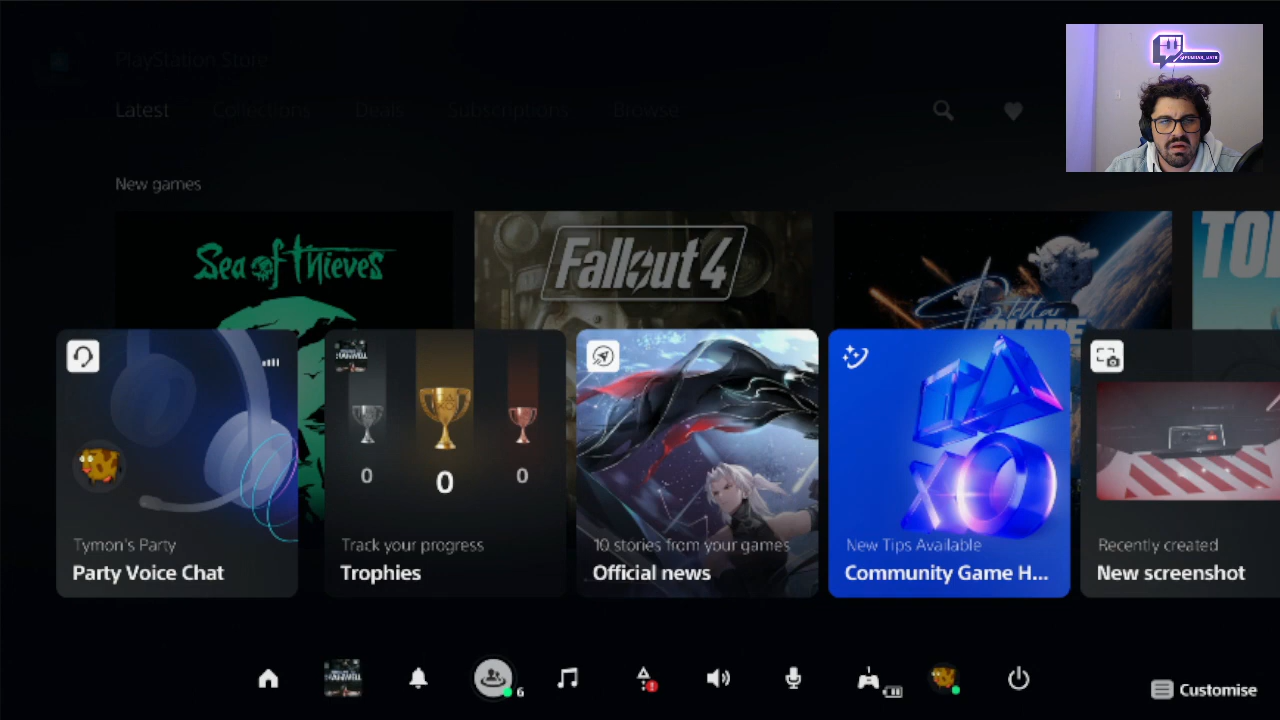 PlayStation Store
Latest
Collections
Deals
Subscriptions
Browse
New games
Sea of Thieves
Fallout 4
Stellar
BLADE
Tymon's Party
Party Voice Chat
0
0
0
Track your progress
Trophies
10 stories from your games
Official news
New Tips Available
Community Game H...
Recently created
New screenshot
6
Customise